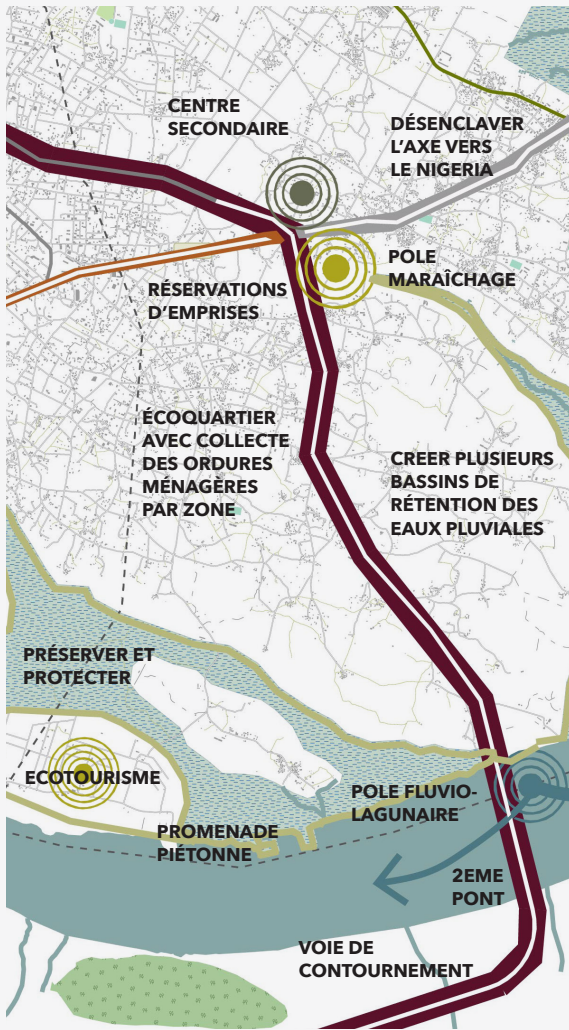 CENTRE
SECONDAIRE
DÉSENCLAVER
L'AXE VERS
LE NIGERIA
POLE
MARAÎCHAGE
RÉSERVATIONS
D'EMPRISES
ÉCOQUARTIER
AVEC COLLECTE
DES ORDURES
MÉNAGÈRES
PAR ZONE
CREER PLUSIEURS
BASSINS DE
RÉTENTION DES
EAUX PLUVIALES
PRÉSERVER ET
PROTECTER
ECOTOURISME
POLE FLUVIO-
LAGUNAIRE
PROMENADE
PIÉTONNE
2EME
PONT
VOIE DE
CONTOURNEMENT